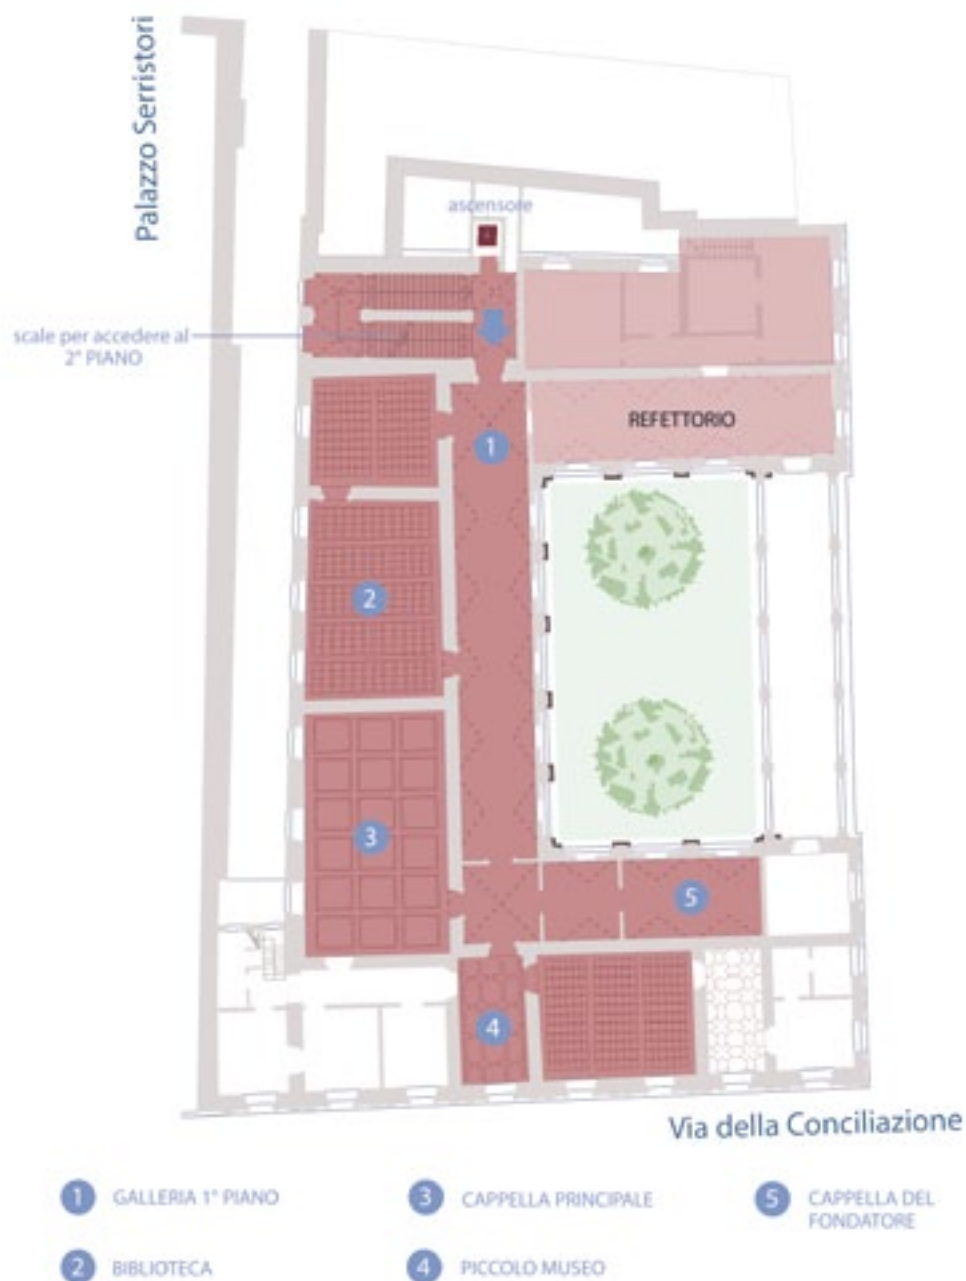 Palazzo Serristori
ascensore
scale per accedere al
2° PIANO
REFETTORIO
1
2
3
5
4
Via della Conciliazione
1 GALLERIA 1° PIANO
3 CAPPELLA PRINCIPALE
5 CAPPELLA DEL
FONDATORE
2 BIBLIOTECA
4 PICCOLO MUSEO